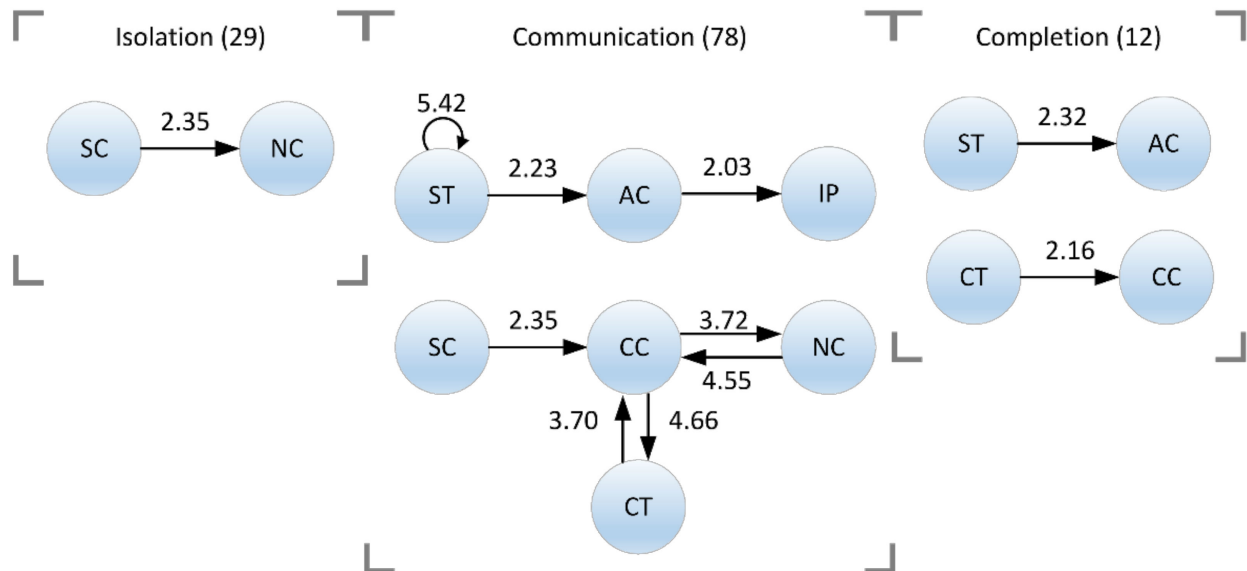 Isolation (29)
SC
2.35
NC
Communication (78)
5.42
ST
2.23
AC
2.03
IP
SC
2.35
CC
3.72
NC
4.55
3.70
4.66
CT
Completion (12)
ST
2.32
AC
CT
2.16
CC